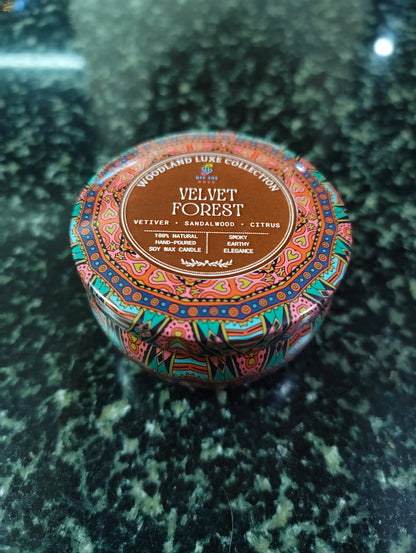 WOODLAND LUXE COLLECTION
VELVET
FOREST
VETIVER • SANDALWOOD • CITRUS
100% NATURAL
HAND-POURED
SOY WAX CANDLE
SMOKY
EARTHY
ELEGANCE